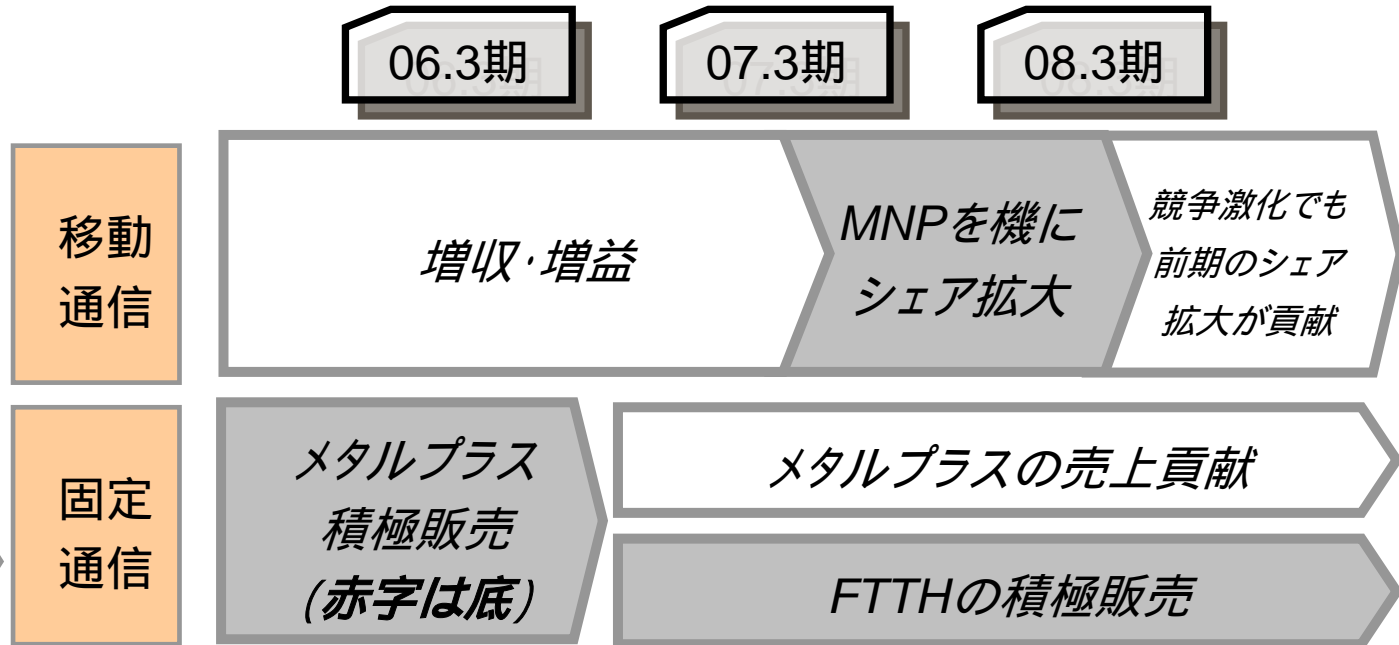 06.3期
07.3期
08.3期
移動
通信
増収・増益
MNPを機に
シェア拡大
競争激化でも
前期のシェア
拡大が貢献
固定
通信
メタルプラス
積極販売
(赤字は底)
メタルプラスの売上貢献
FTTHの積極販売